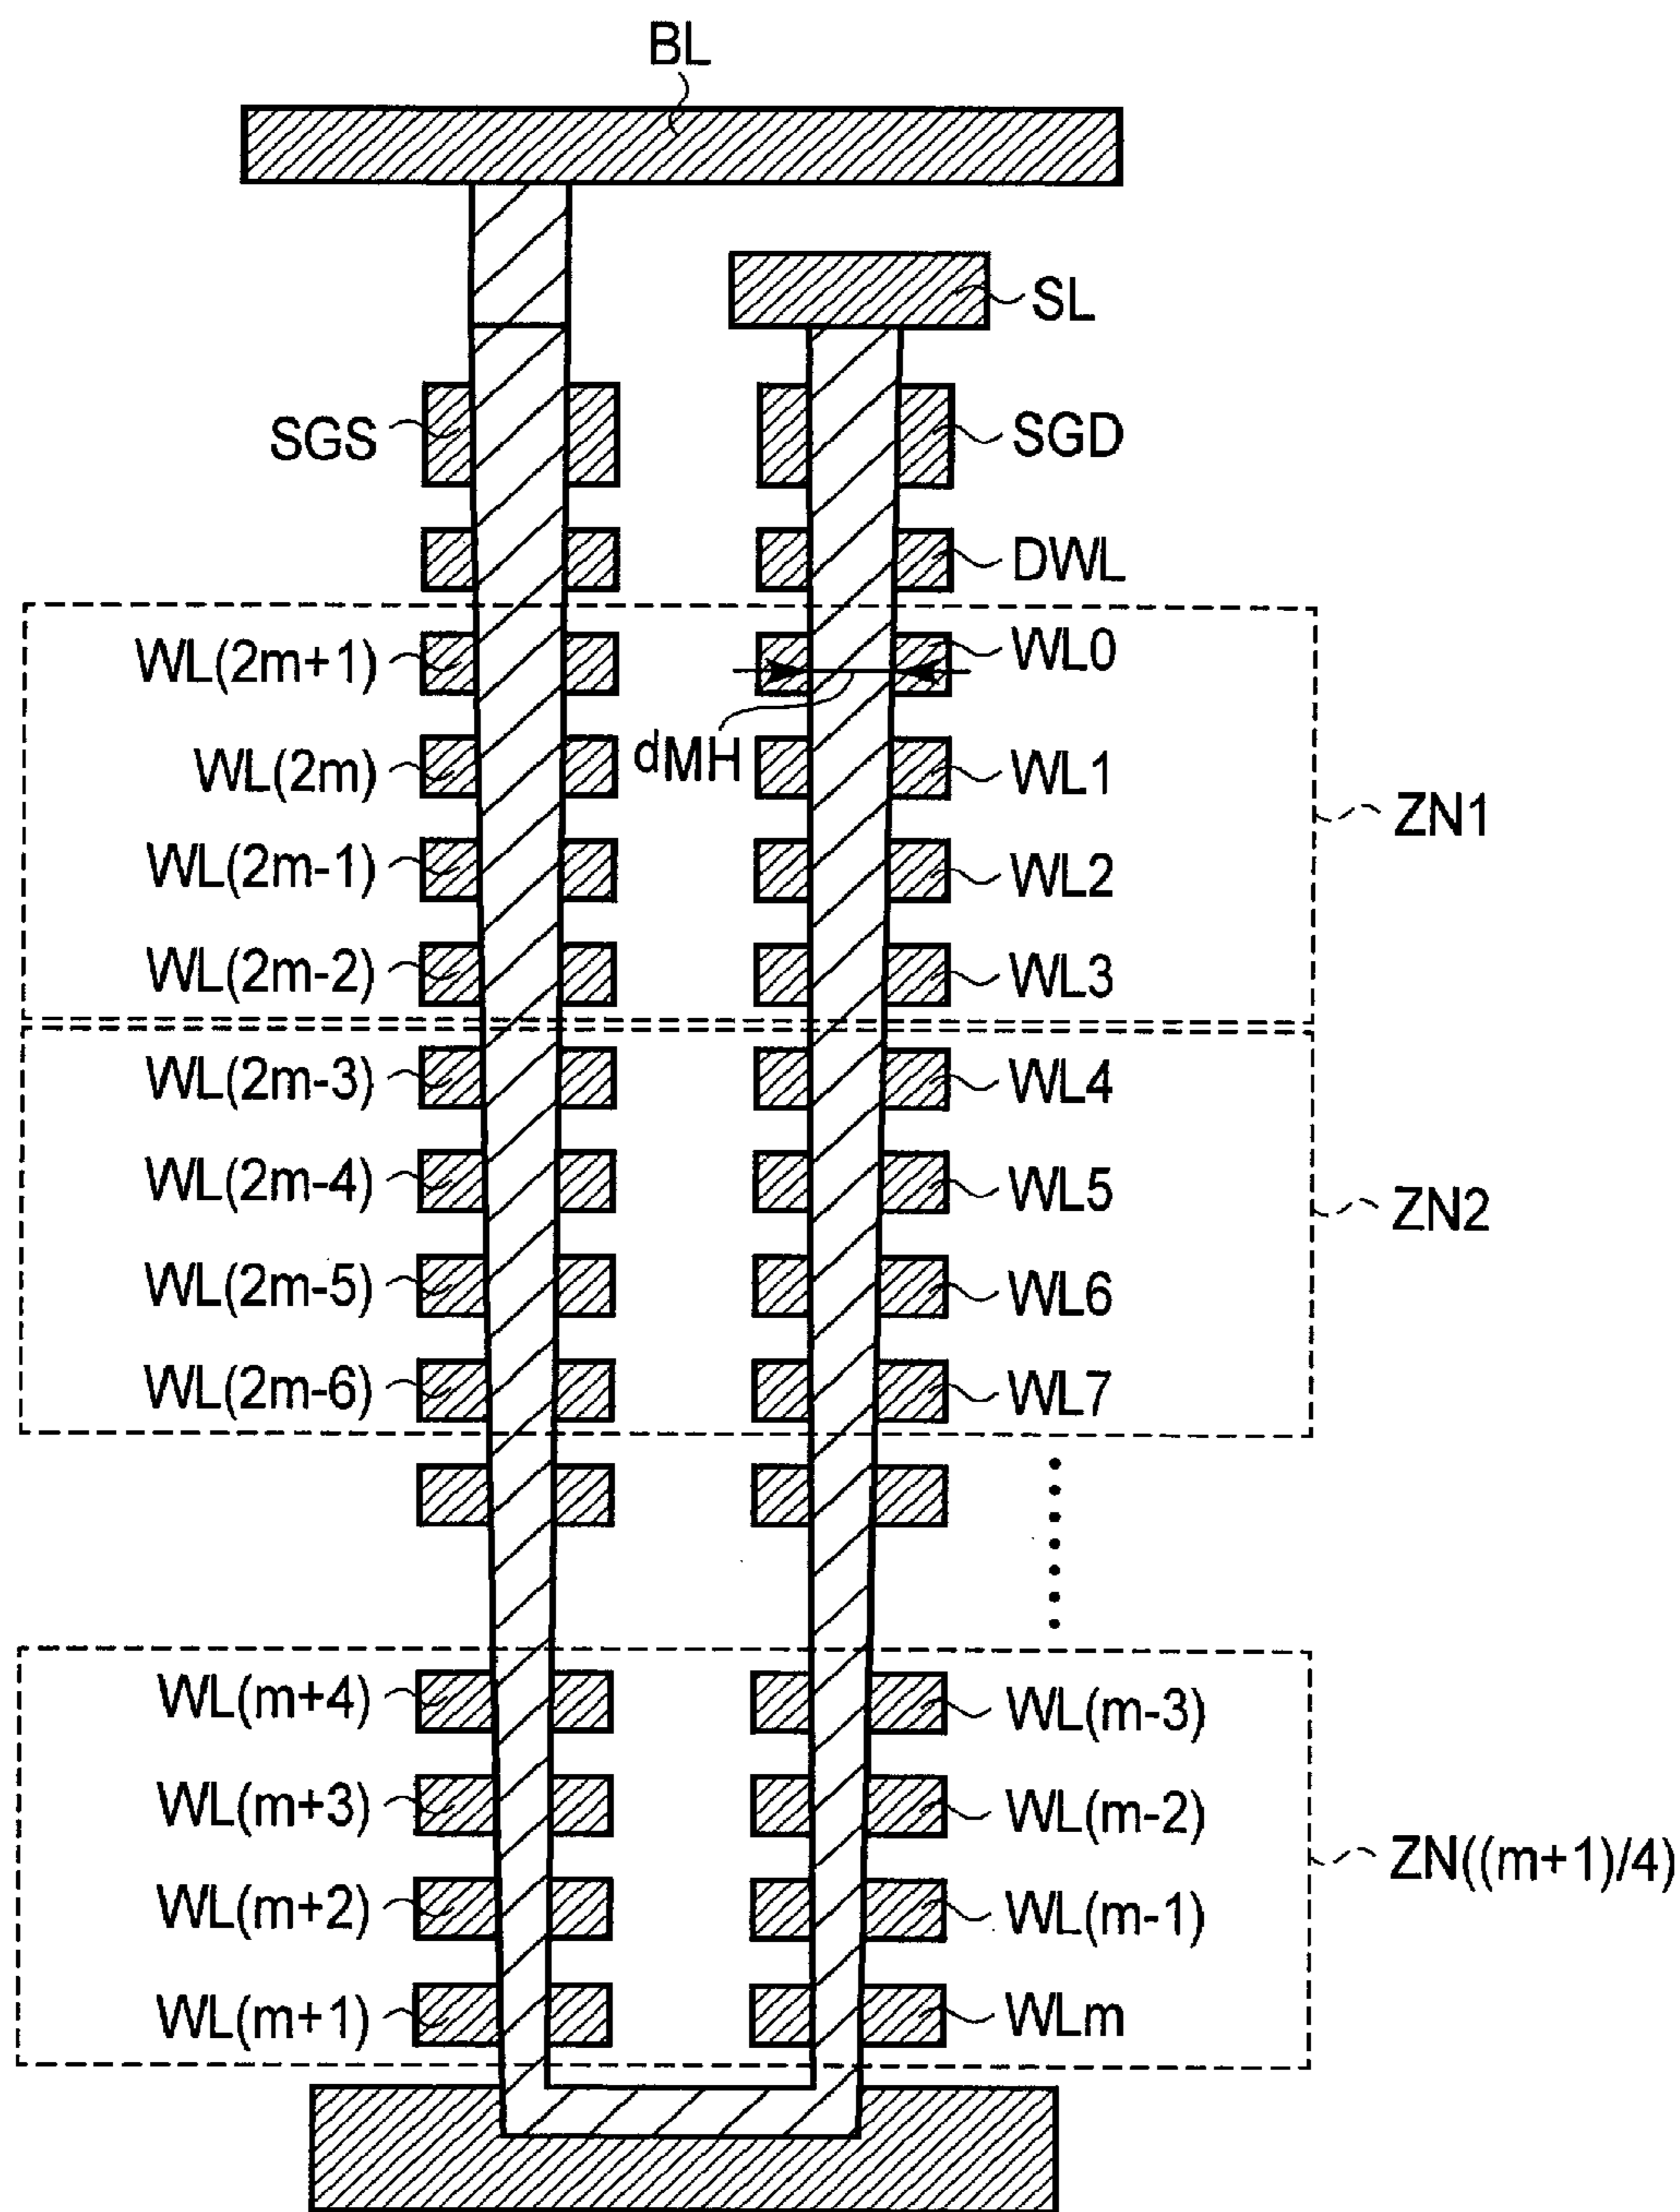 BL
SL
SGS
SGD
DWL
WL(2m+1)
WL0
dMH
WL(2m)
WL1
ZN1
WL(2m-1)
WL2
WL(2m-2)
WL3
WL(2m-3)
WL4
WL(2m-4)
WL5
ZN2
WL(2m-5)
WL6
WL(2m-6)
WL7
WL(m+4)
WL(m-3)
WL(m+3)
WL(m-2)
ZN((m+1)/4)
WL(m+2)
WL(m-1)
WL(m+1)
WLm